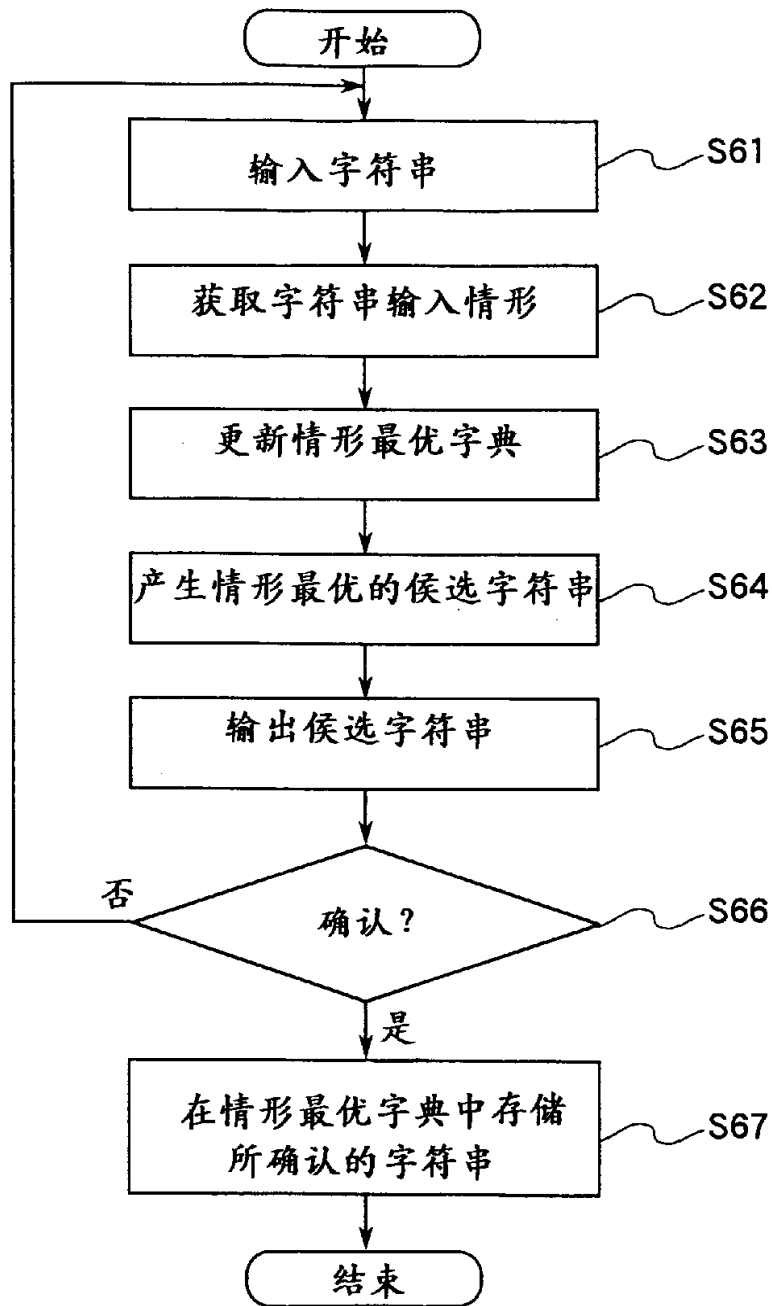 开始
输入字符串
S61
获取字符串输入情形
S62
更新情形最优字典
S63
产生情形最优的侯选字符串
S64
输出侯选字符串
S65
否
确认？
S66
是
在情形最优字典中存储
所确认的字符串
S67
结束